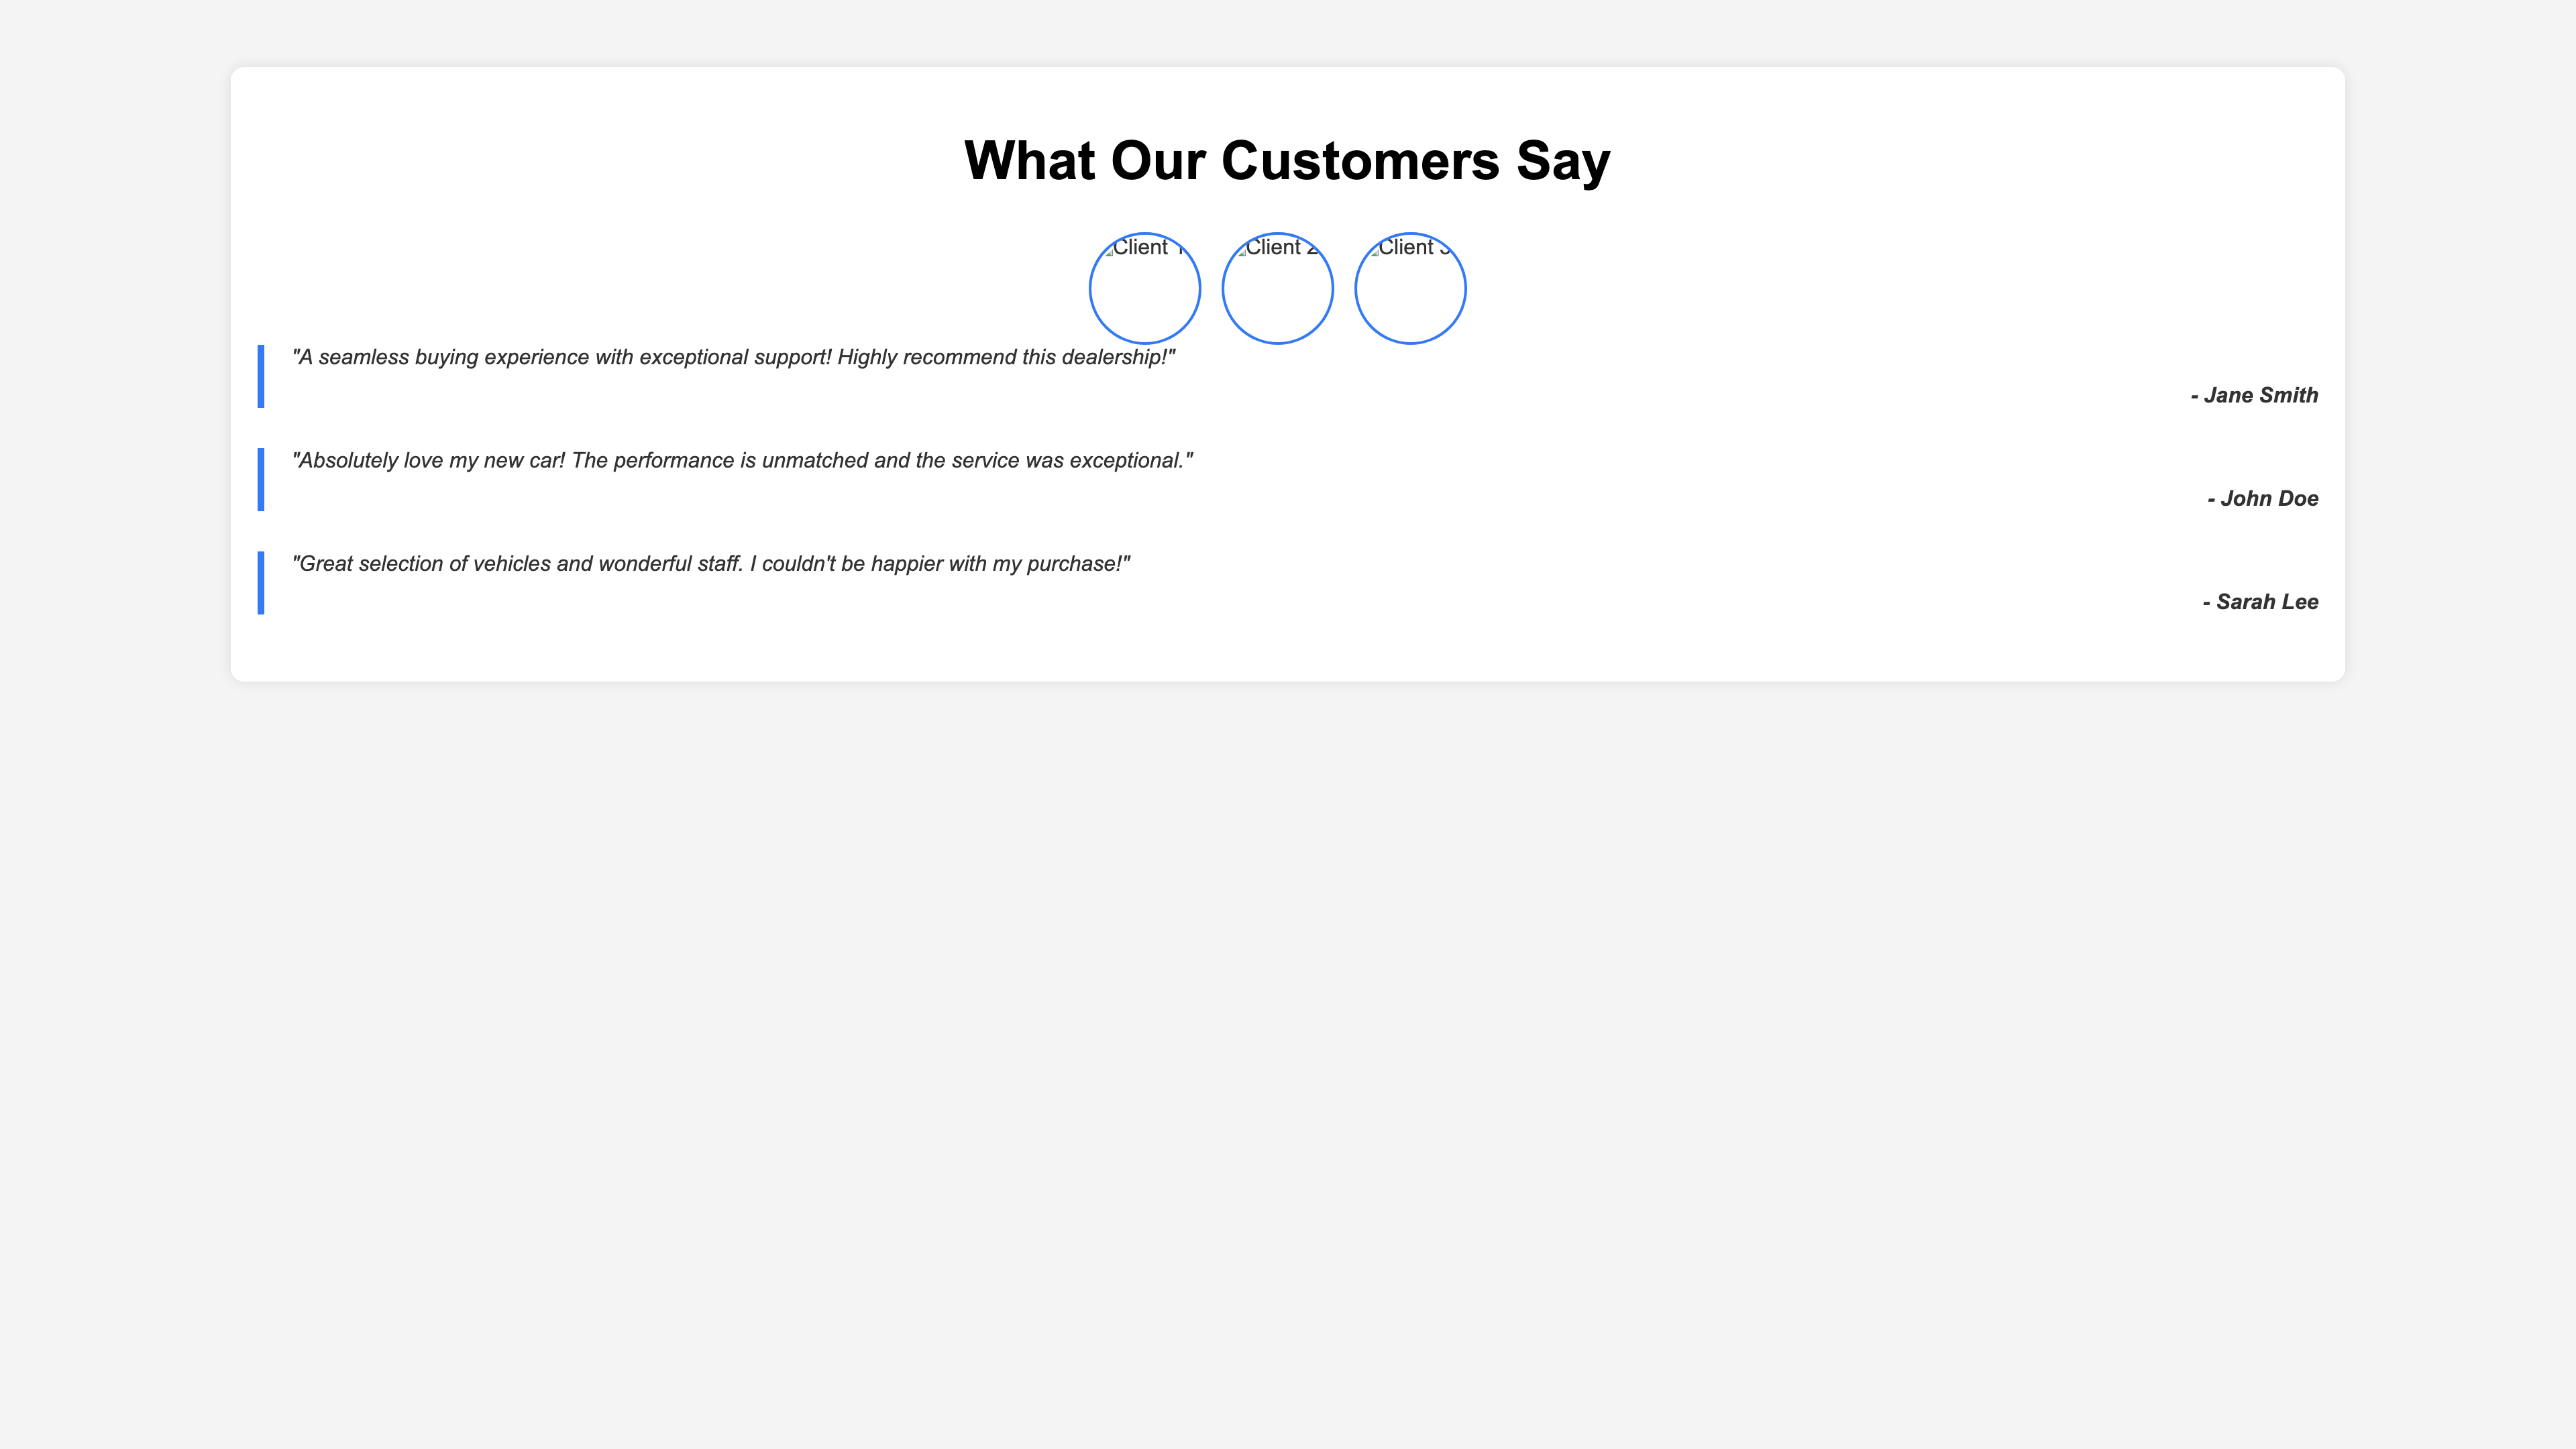 What Our Customers Say
Client 1 Client 2 Client 3
"A seamless buying experience with exceptional support! Highly recommend this dealership!"
- Jane Smith
"Absolutely love my new car! The performance is unmatched and the service was exceptional."
- John Doe
"Great selection of vehicles and wonderful staff. I couldn't be happier with my purchase!"
- Sarah Lee